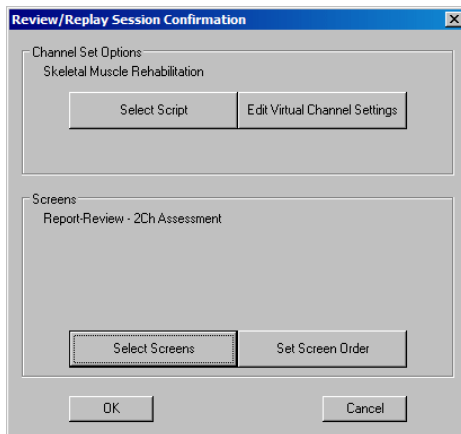 Review/Replay Session Confirmation
Channel Set Options
Skeletal Muscle Rehabilitation
Select Script
Edit Virtual Channel Settings
Screens
Report-Review - 2Ch Assessment
Select Screens
Set Screen Order
OK
Cancel